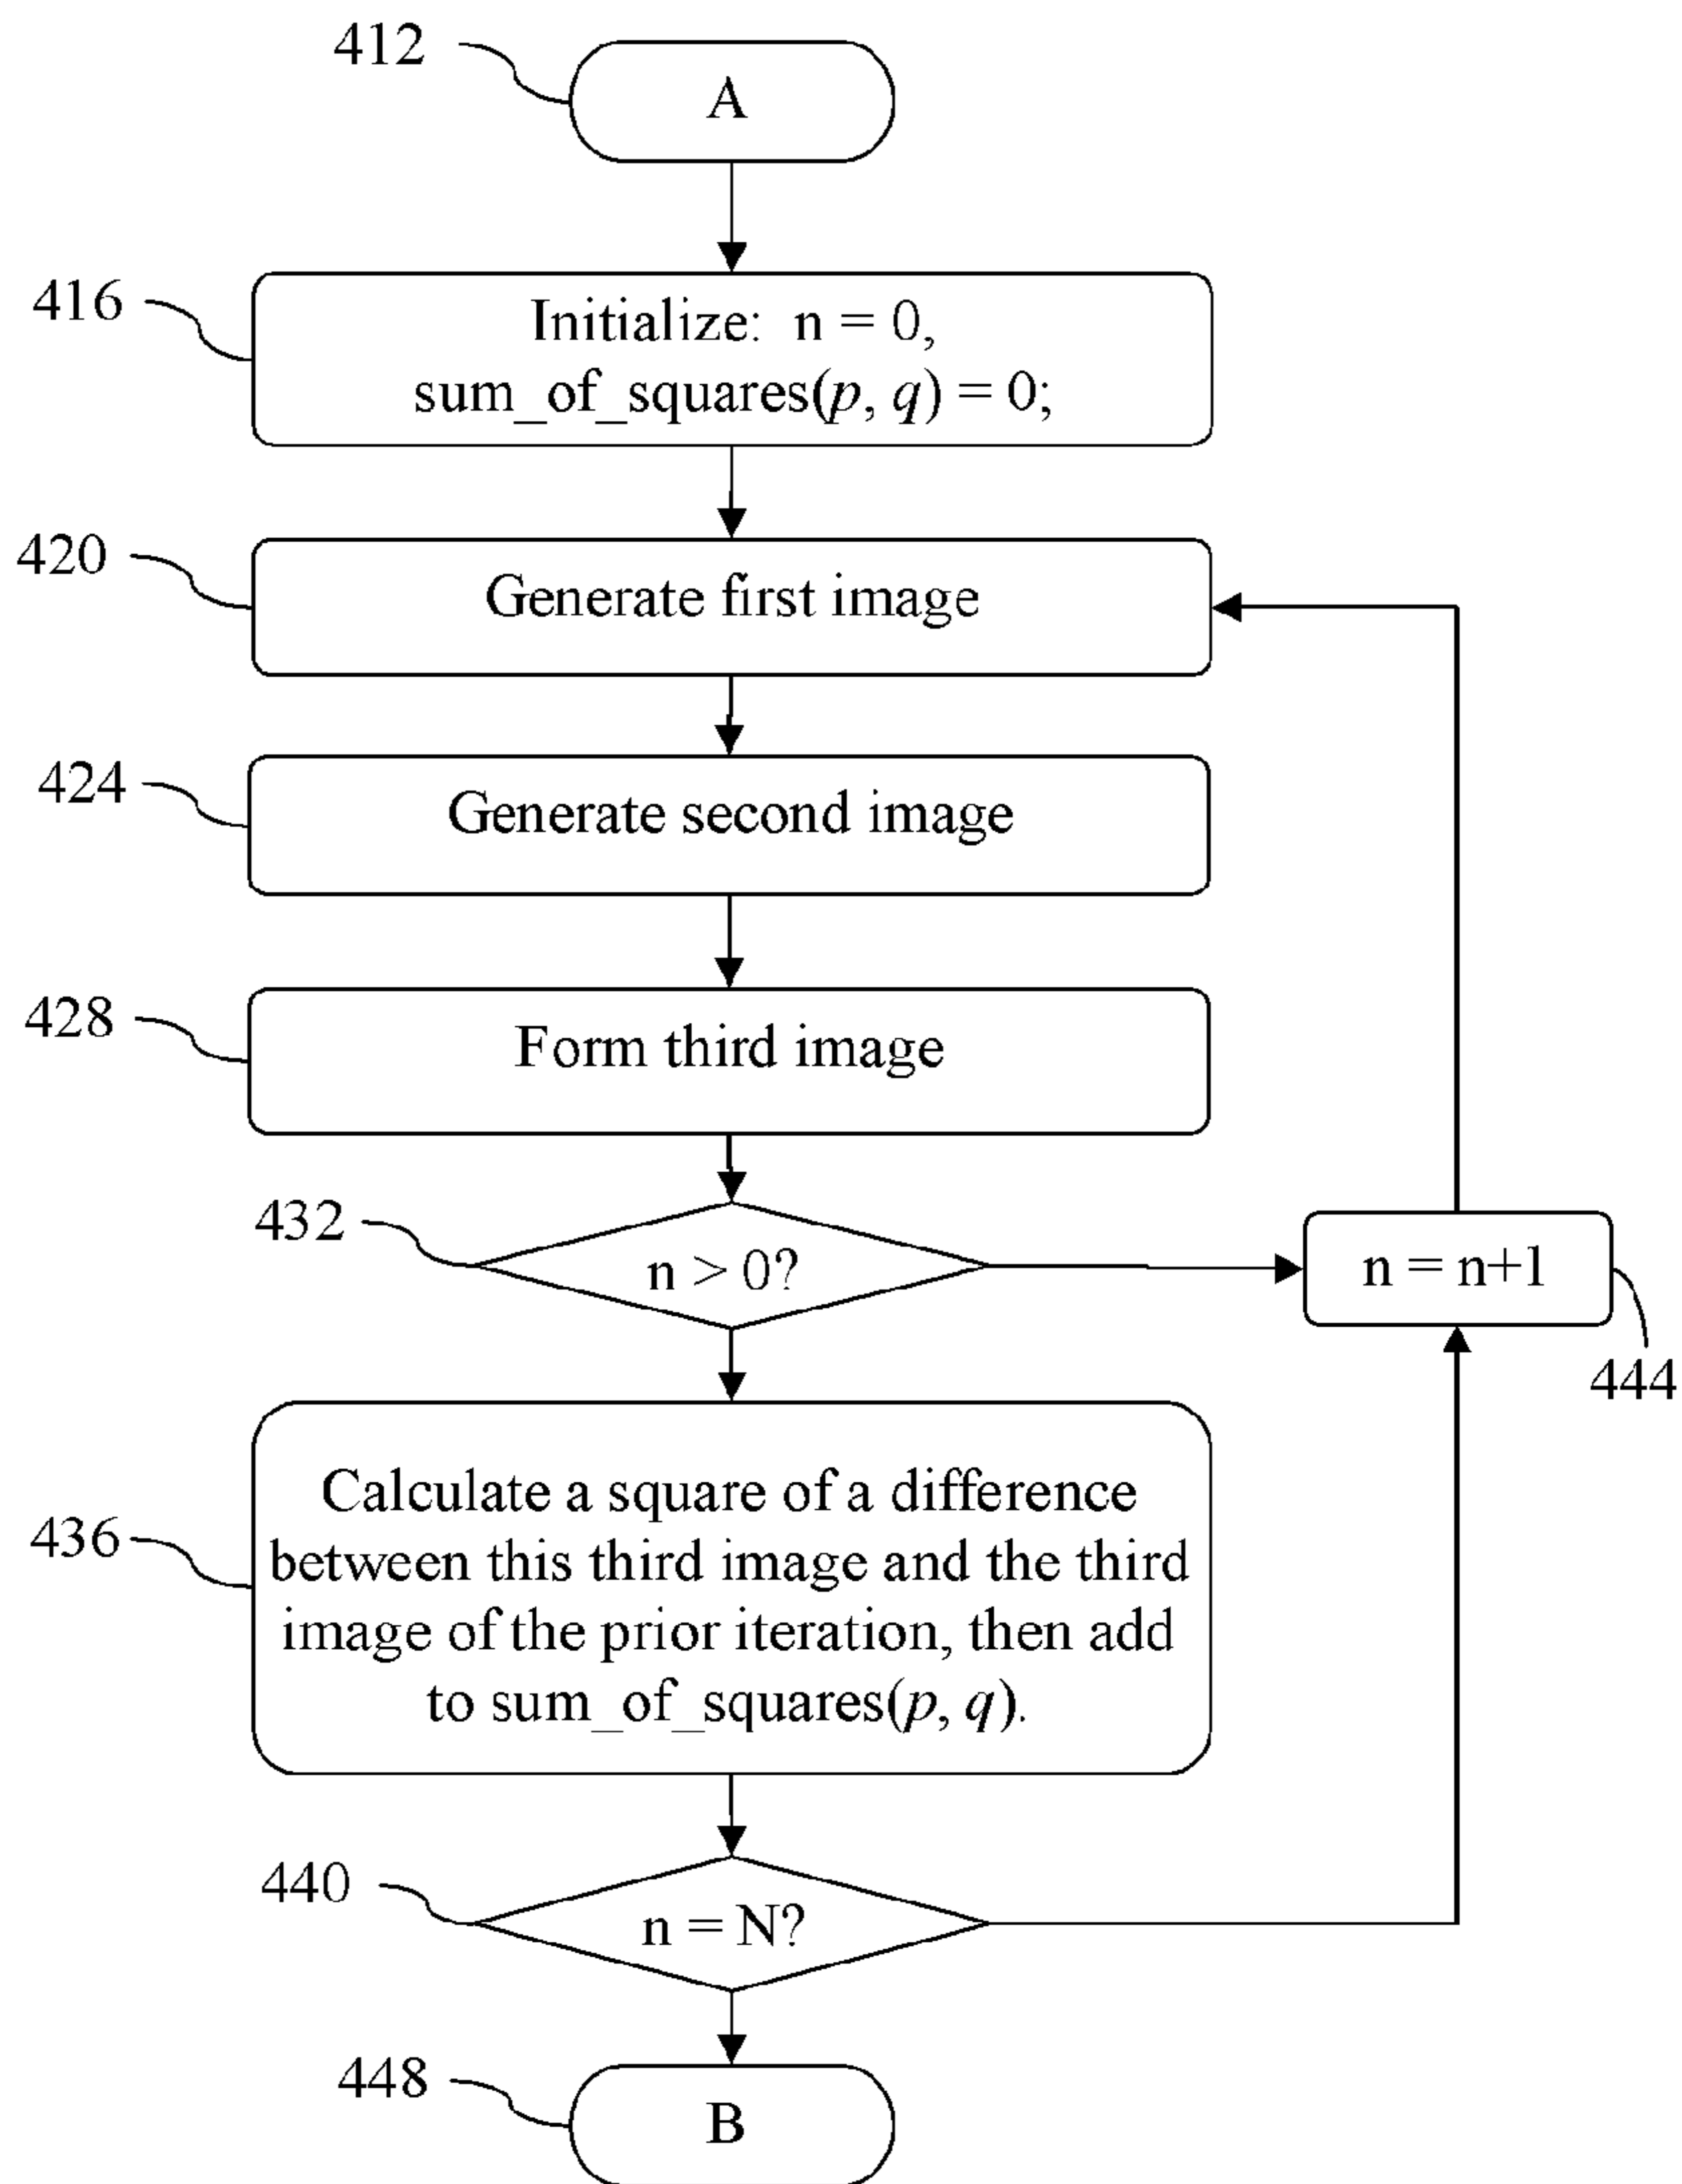 412
A
416
Initialize: n = 0,
sum_of_squares(p, q) = 0;
420
Generate first image
424
Generate second image
428
Form third image
432
n > 0?
n = n+1
444
436
Calculate a square of a difference
between this third image and the third
image of the prior iteration, then add
to sum_of_squares(p, q).
440
n = N?
448
B